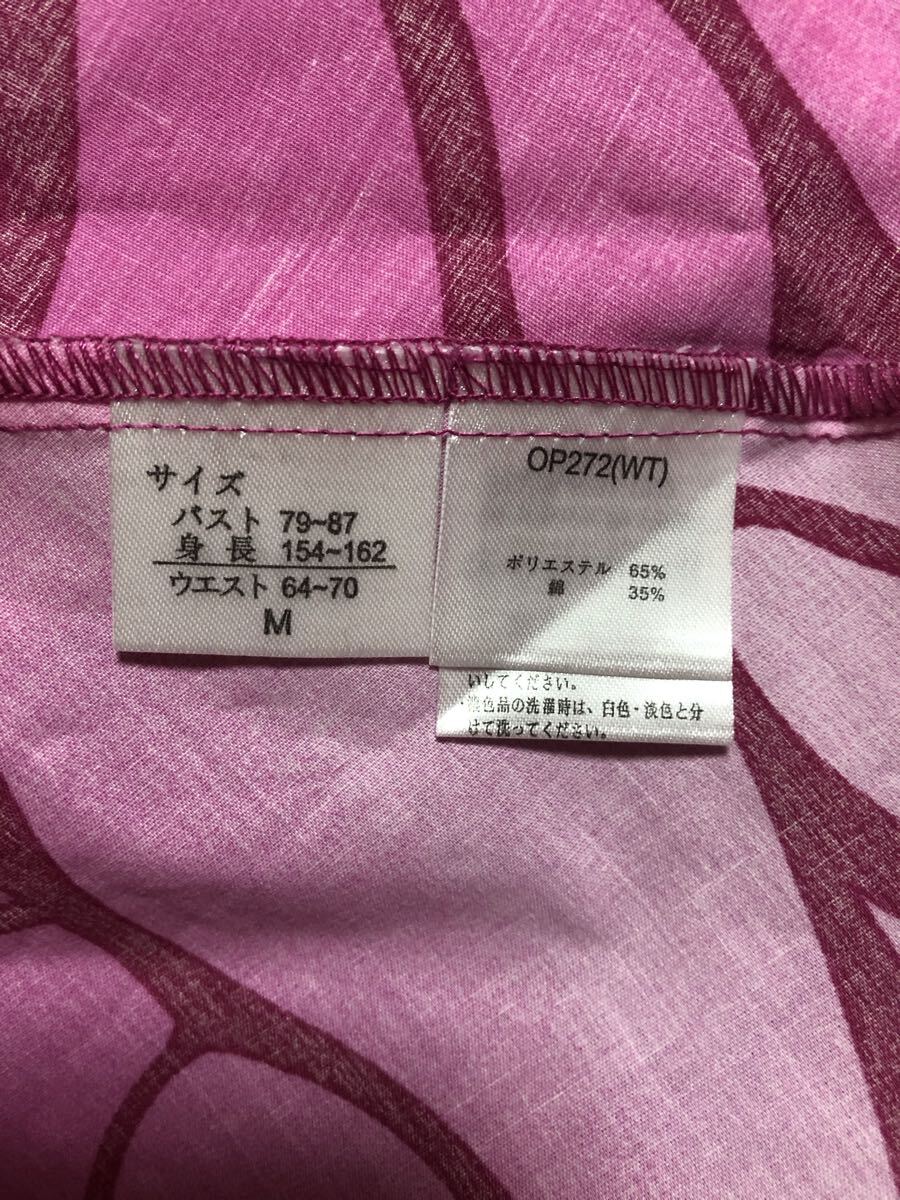 サイズ
バスト 79~87
身長 154~162
ウエスト 64~70
M
OP272(WT)
ポリエステル 65%
綿 35%
いしてください。
色品の洗濯時は、白色・淡色と分
けて洗ってください。